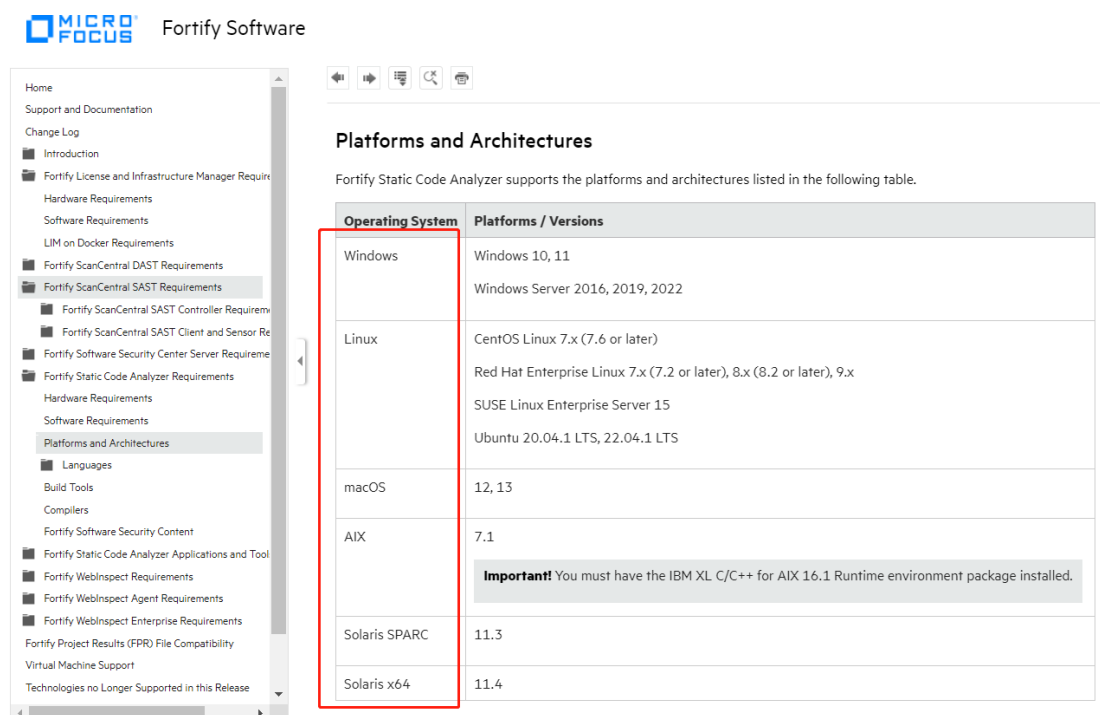 MICRO
FOCUS
Fortify Software
Home
Support and Documentation
Change Log
Introduction
Fortify License and Infrastructure Manager Require
Hardware Requirements
Software Requirements
LIM on Docker Requirements
Fortify ScanCentral DAST Requirements
Fortify ScanCentral SAST Requirements
Fortify ScanCentral SAST Controller Requirem
Fortify ScanCentral SAST Client and Sensor Re
Fortify Software Security Center Server Requireme
Fortify Static Code Analyzer Requirements
Hardware Requirements
Software Requirements
Platforms and Architectures
Languages
Build Tools
Compilers
Fortify Software Security Content
Fortify Static Code Analyzer Applications and Tool
Fortify WebInspect Requirements
Fortify WebInspect Agent Requirements
Fortify WebInspect Enterprise Requirements
Fortify Project Results (FPR) File Compatibility
Virtual Machine Support
Technologies no Longer Supported in this Release
Platforms and Architectures
Fortify Static Code Analyzer supports the platforms and architectures listed in the following table.
Operating System Platforms / Versions
Windows Windows 10, 11
Windows Server 2016, 2019, 2022
Linux CentOS Linux 7.x (7.6 or later)
Red Hat Enterprise Linux 7.x (7.2 or later), 8.x (8.2 or later), 9.x
SUSE Linux Enterprise Server 15
Ubuntu 20.04.1 LTS, 22.04.1 LTS
macOS 12, 13
AIX 7.1
Important! You must have the IBM XL C/C++ for AIX 16.1 Runtime environment package installed.
Solaris SPARC 11.3
Solaris x64 11.4